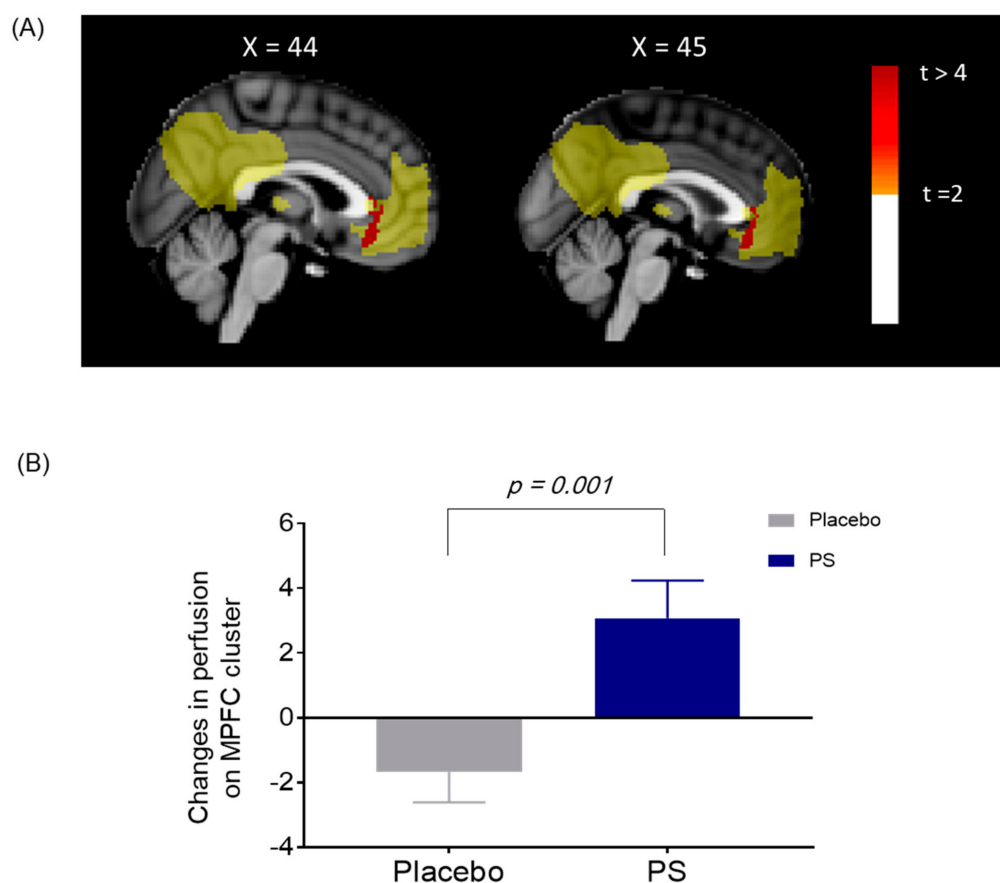 (A)
X = 44
X = 45
t > 4
t =2
(B)
p = 0.001
Placebo
PS
Changes in perfusion
on MPFC cluster
6
4
2
0
-2
-4
Placebo
PS